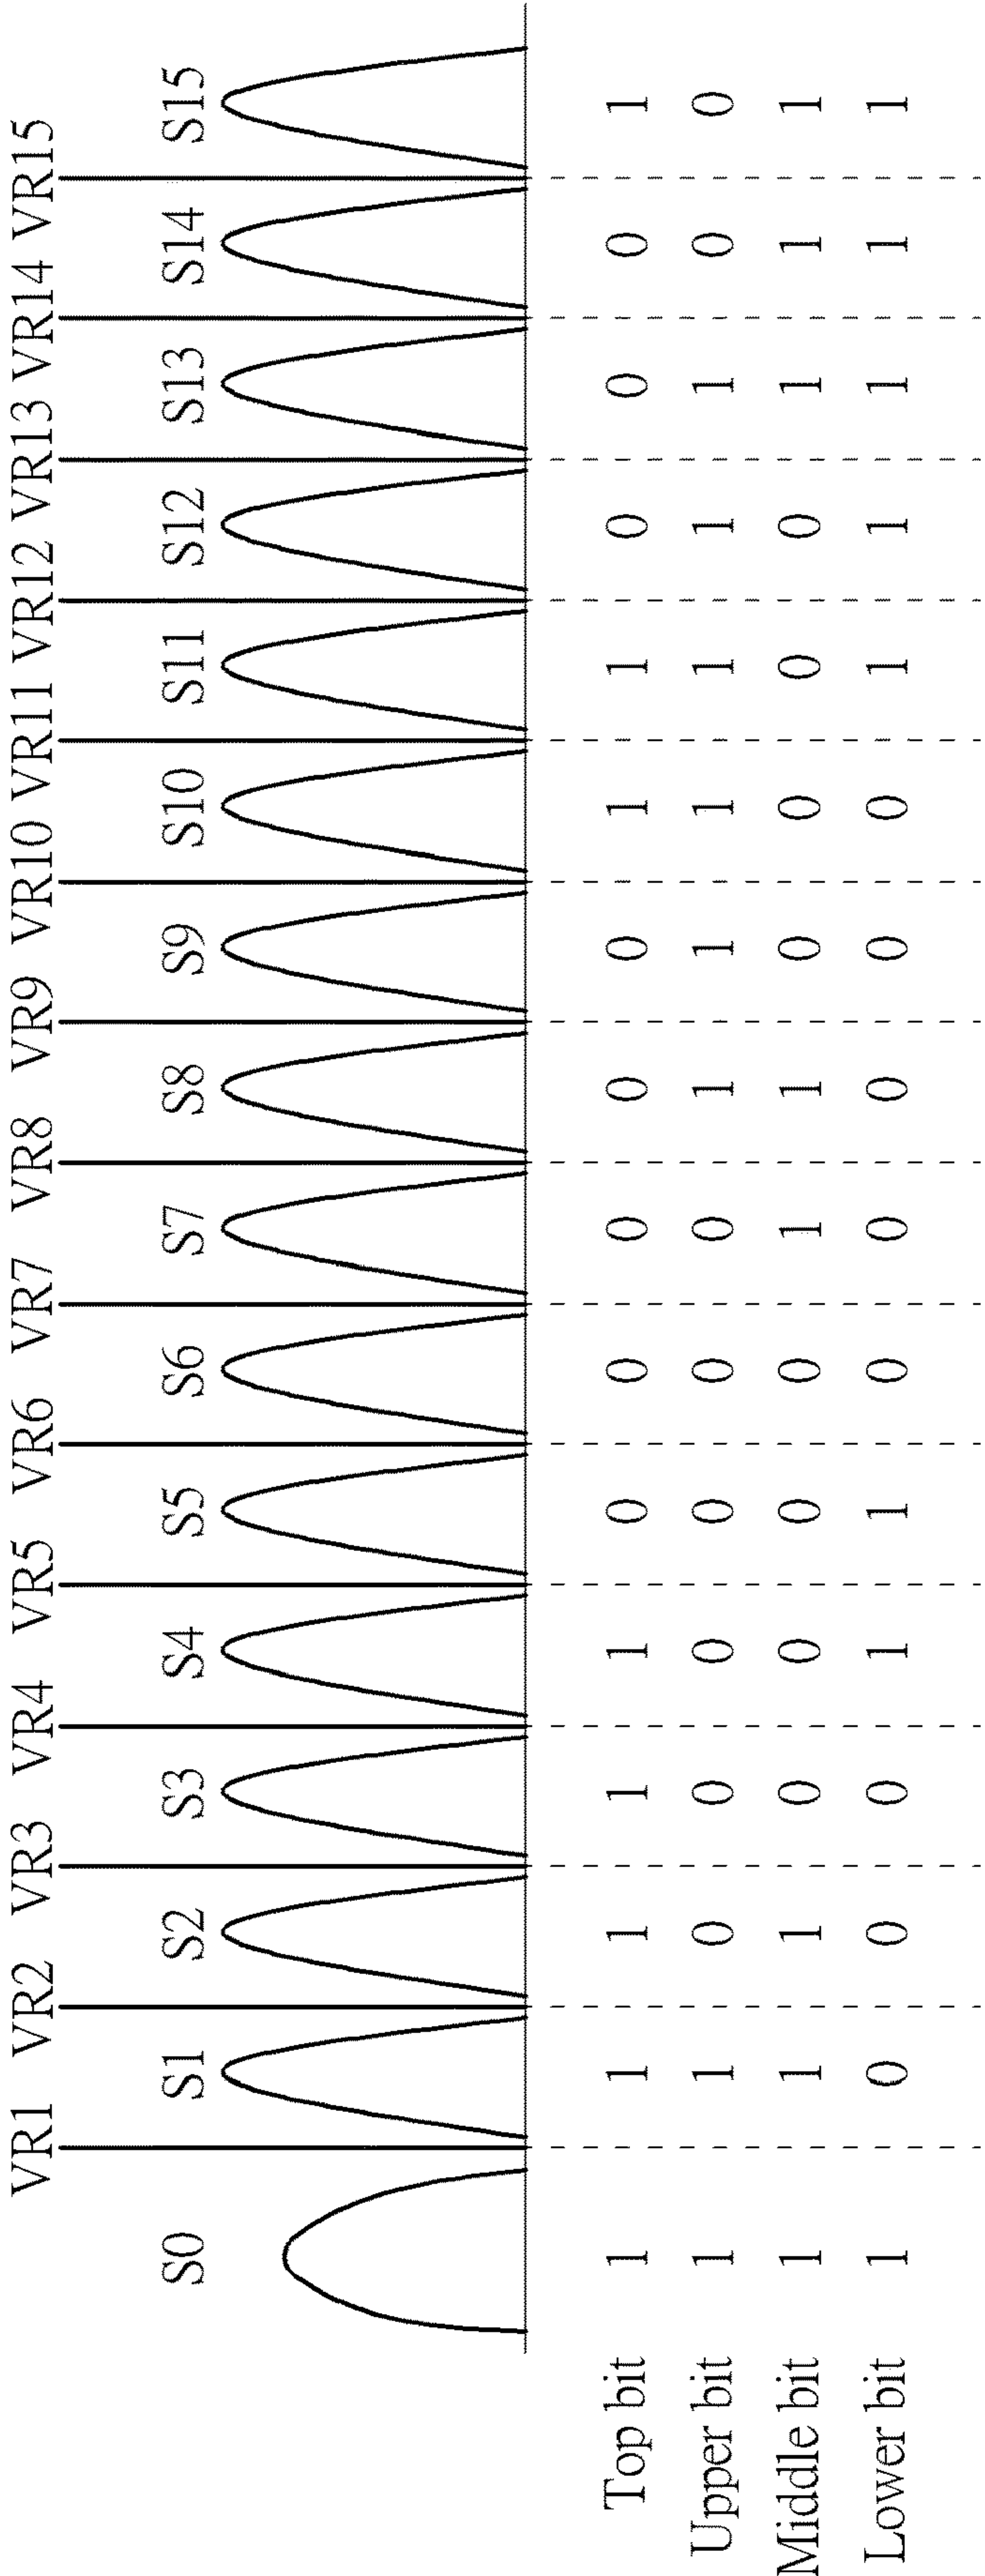 VR1 VR2 VR3 VR4 VR5 VR6 VR7 VR8 VR9 VR10 VR11 VR12 VR13 VR14 VR15
S0 S1 S2 S3 S4 S5 S6 S7 S8 S9 S10 S11 S12 S13 S14 S15
Top bit 1 1 1 1 1 0 0 0 0 0 1 1 0 0 0 1
Upper bit 1 1 0 0 0 0 0 0 1 1 1 1 1 1 0 0
Middle bit 1 1 1 0 0 0 0 1 1 0 0 0 0 1 1 1
Lower bit 1 0 0 0 1 1 0 0 0 0 0 1 1 1 1 1